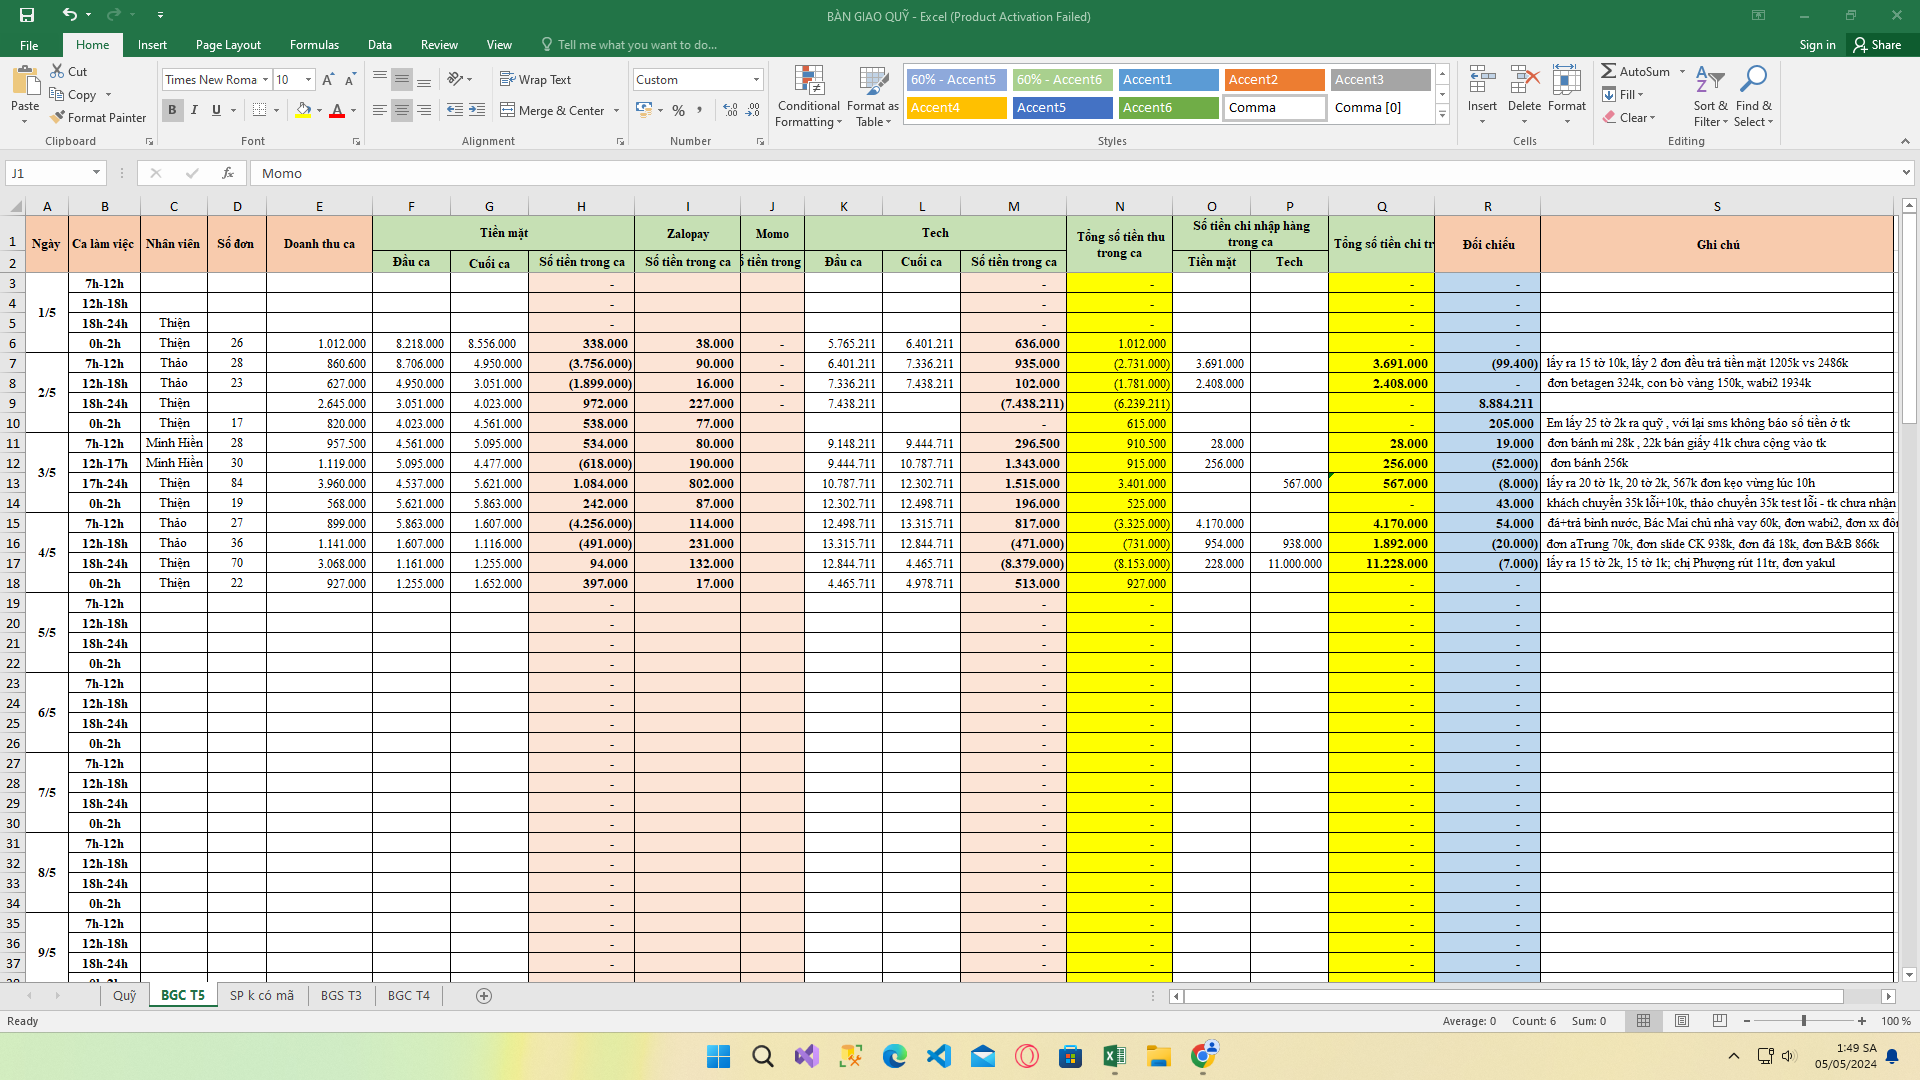 BÀN GIAO QUỸ - Excel (Product Activation Failed)
File Home Insert Page Layout Formulas Data Review View Tell me what you want to do... Sign in Share
Paste Cut Copy Format Painter Clipboard
Times New Roma 10 B I U A Font
Wrap Text Merge & Center Alignment
Custom % , Number
Conditional Formatting Format as Table
60% - Accent5 60% - Accent6 Accent1 Accent2 Accent3
Accent4 Accent5 Accent6 Comma Comma [0]
Styles
Insert Delete Format Cells
AutoSum Fill Clear Sort & Filter Find & Select Editing
J1 fx Momo
A B C D E F G H I J K L M N O P Q R S
1 Ngày Ca làm việc Nhân viên Số đơn Doanh thu ca Tiền mặt Zalopay Momo Tech Tổng số tiền thu trong ca Số tiền chi nhập hàng trong ca Tổng số tiền chi tr Đối chiếu Ghi chú
2 Đầu ca Cuối ca Số tiền trong ca Số tiền trong ca ố tiền trong Đầu ca Cuối ca Số tiền trong ca Tiền mặt Tech
3 1/5 7h-12h - - - - -
4 12h-18h - - - - -
5 18h-24h Thiện - - - - -
6 0h-2h Thiện 26 1.012.000 8.218.000 8.556.000 338.000 38.000 - 5.765.211 6.401.211 636.000 1.012.000 - -
7 2/5 7h-12h Thảo 28 860.600 8.706.000 4.950.000 (3.756.000) 90.000 - 6.401.211 7.336.211 935.000 (2.731.000) 3.691.000 3.691.000 (99.400) lấy ra 15 tờ 10k, lấy 2 đơn đều trả tiền mặt 1205k vs 2486k
8 12h-18h Thảo 23 627.000 4.950.000 3.051.000 (1.899.000) 16.000 - 7.336.211 7.438.211 102.000 (1.781.000) 2.408.000 2.408.000 - đơn betagen 324k, con bò vàng 150k, wabi2 1934k
9 18h-24h Thiện 2.645.000 3.051.000 4.023.000 972.000 227.000 - 7.438.211 (7.438.211) (6.239.211) - 8.884.211
10 0h-2h Thiện 17 820.000 4.023.000 4.561.000 538.000 77.000 - 615.000 - 205.000 Em lấy 25 tờ 2k ra quỹ , với lại sms không báo số tiền ở tk
11 3/5 7h-12h Minh Hiền 28 957.500 4.561.000 5.095.000 534.000 80.000 9.148.211 9.444.711 296.500 910.500 28.000 28.000 19.000 đơn bánh mì 28k , 22k bán giấy 41k chưa cộng vào tk
12 12h-17h Minh Hiền 30 1.119.000 5.095.000 4.477.000 (618.000) 190.000 9.444.711 10.787.711 1.343.000 915.000 256.000 256.000 (52.000) đơn bánh 256k
13 17h-24h Thiện 84 3.960.000 4.537.000 5.621.000 1.084.000 802.000 10.787.711 12.302.711 1.515.000 3.401.000 567.000 567.000 (8.000) lấy ra 20 tờ 1k, 20 tờ 2k, 567k đơn kẹo vừng lúc 10h
14 0h-2h Thiện 19 568.000 5.621.000 5.863.000 242.000 87.000 12.302.711 12.498.711 196.000 525.000 - 43.000 khách chuyển 35k lỗi+10k, thảo chuyển 35k test lỗi - tk chưa nhận
15 4/5 7h-12h Thảo 27 899.000 5.863.000 1.607.000 (4.256.000) 114.000 12.498.711 13.315.711 817.000 (3.325.000) 4.170.000 4.170.000 54.000 đá+trả bình nước, Bác Mai chủ nhà vay 60k, đơn wabi2, đơn xx đôn
16 12h-18h Thảo 36 1.141.000 1.607.000 1.116.000 (491.000) 231.000 13.315.711 12.844.711 (471.000) (731.000) 954.000 938.000 1.892.000 (20.000) đơn aTrung 70k, đơn slide CK 938k, đơn đá 18k, đơn B&B 866k
17 18h-24h Thiện 70 3.068.000 1.161.000 1.255.000 94.000 132.000 12.844.711 4.465.711 (8.379.000) (8.153.000) 228.000 11.000.000 11.228.000 (7.000) lấy ra 15 tờ 2k, 15 tờ 1k; chị Phượng rút 11tr, đơn yakul
18 0h-2h Thiện 22 927.000 1.255.000 1.652.000 397.000 17.000 4.465.711 4.978.711 513.000 927.000 - -
19 5/5 7h-12h - - - - -
20 12h-18h - - - - -
21 18h-24h - - - - -
22 0h-2h - - - - -
23 6/5 7h-12h - - - - -
24 12h-18h - - - - -
25 18h-24h - - - - -
26 0h-2h - - - - -
27 7/5 7h-12h - - - - -
28 12h-18h - - - - -
29 18h-24h - - - - -
30 0h-2h - - - - -
31 8/5 7h-12h - - - - -
32 12h-18h - - - - -
33 18h-24h - - - - -
34 0h-2h - - - - -
35 9/5 7h-12h - - - - -
36 12h-18h - - - - -
37 18h-24h - - - - -
Quỹ BGC T5 SP k có mã BGS T3 BGC T4
Ready Average: 0 Count: 6 Sum: 0 100 %
1:49 SA
05/05/2024